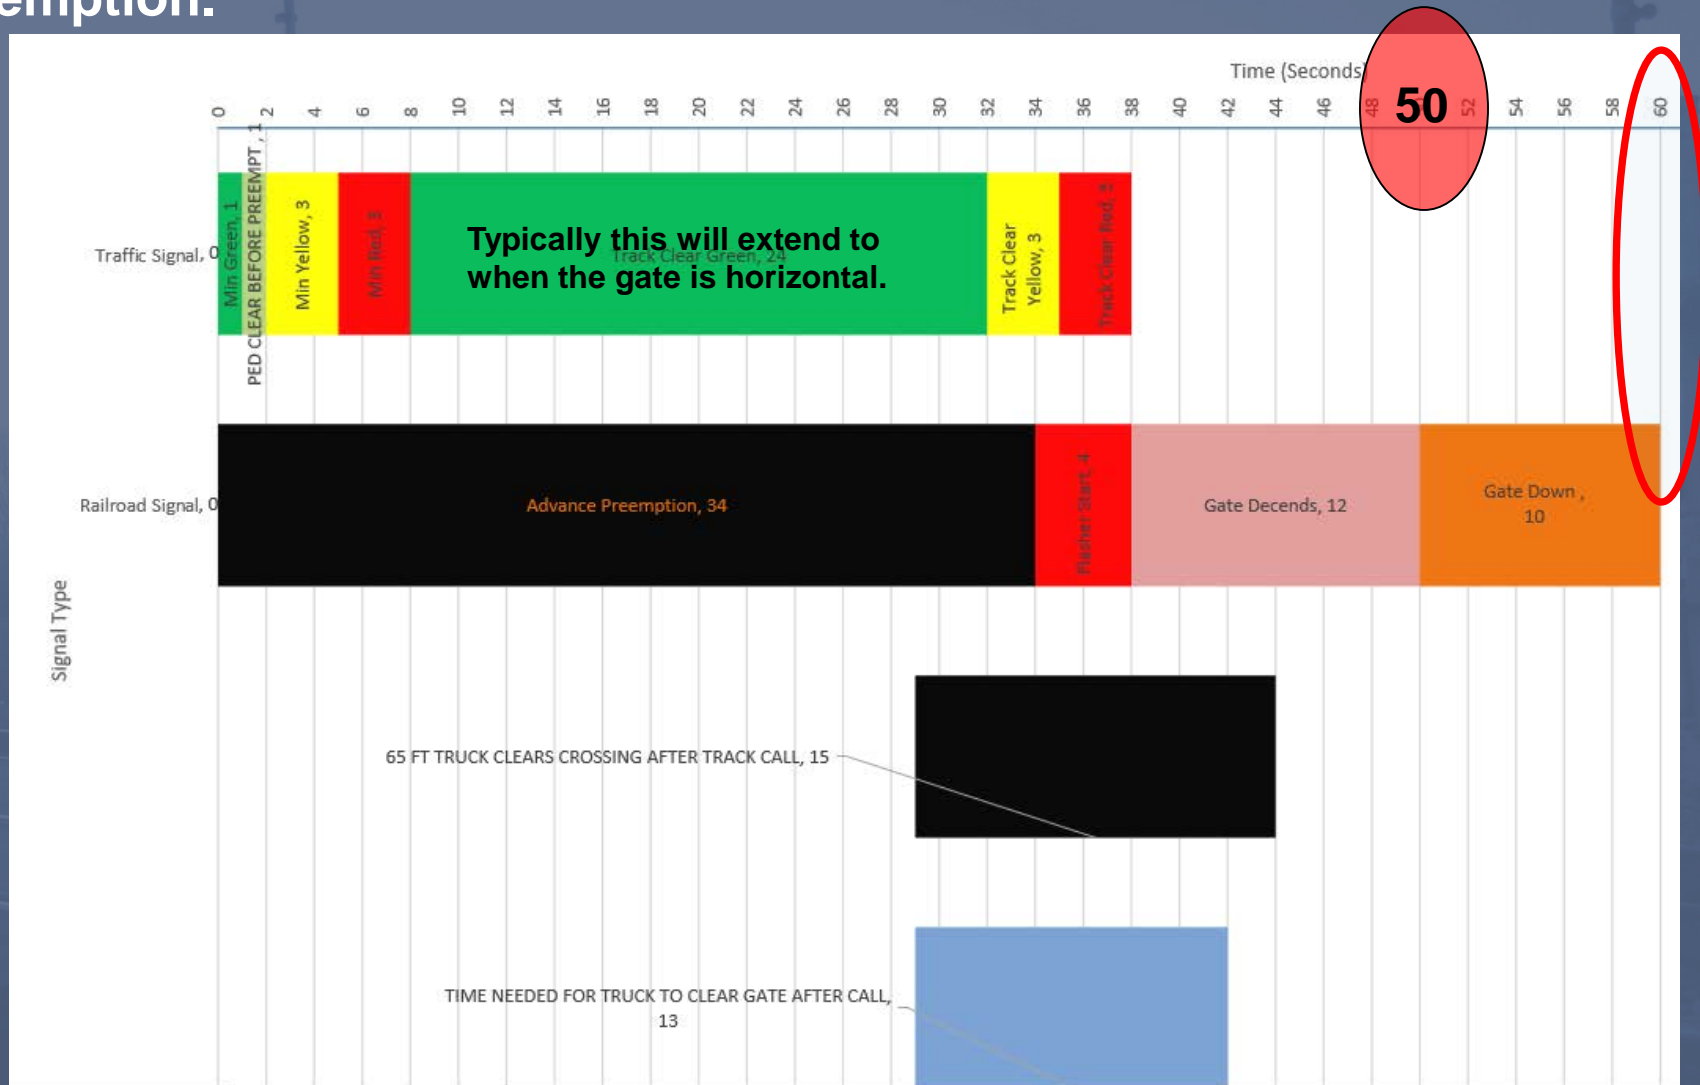 emption.
Time (Seconds)
0 2 4 6 8 10 12 14 16 18 20 22 24 26 28 30 32 34 36 38 40 42 44 46 48 50 52 54 56 58 60
Traffic Signal, 0
Min Green, 1
PED CLEAR BEFORE PREEMPT , 1
Min Yellow, 3
Min Red, 3
Track Clear Green, 24
Typically this will extend to
when the gate is horizontal.
Track Clear
Yellow, 3
Track Clear Red, 3
Railroad Signal, 0
Advance Preemption, 34
Flasher Start, 4
Gate Decends, 12
Gate Down ,
10
Signal Type
65 FT TRUCK CLEARS CROSSING AFTER TRACK CALL, 15
TIME NEEDED FOR TRUCK TO CLEAR GATE AFTER CALL,
13